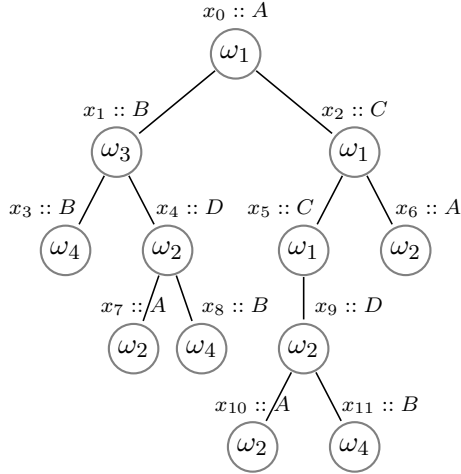 x₀ :: A
ω₁
x₁ :: B
x₂ :: C
ω₃
ω₁
x₃ :: B
x₄ :: D
x₅ :: C
x₆ :: A
ω₄
ω₂
ω₁
ω₂
x₇ :: A
x₈ :: B
x₉ :: D
ω₂
ω₄
ω₂
x₁₀ :: A
x₁₁ :: B
ω₂
ω₄